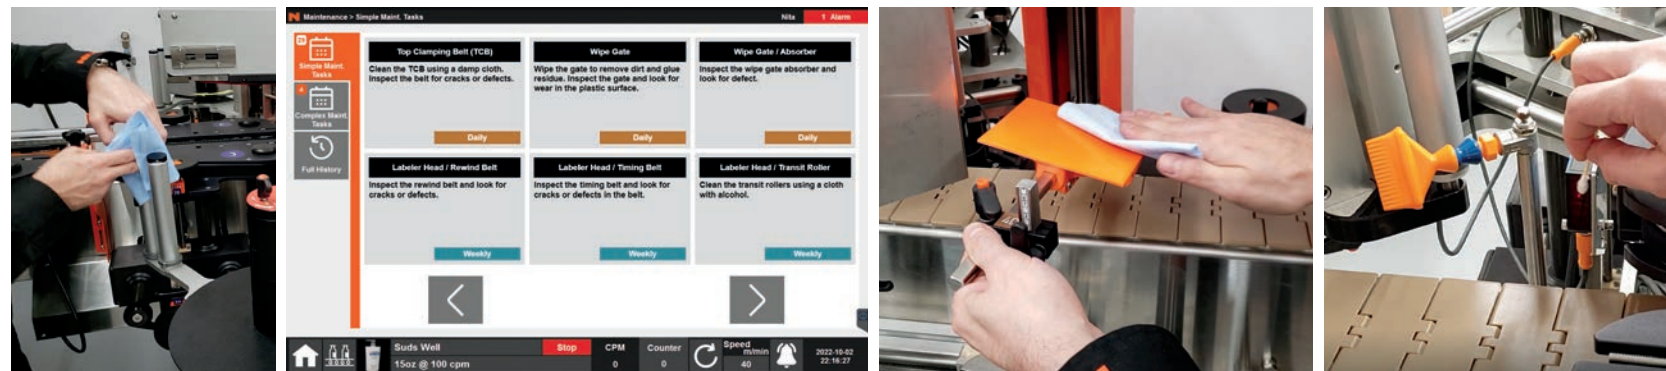 N Maintenance > Simple Maint. Tasks Nita 1 Alarm
29
Simple Maint.
Tasks
Complex Maint.
Tasks
Full History
Top Clamping Belt (TCB)
Clean the TCB using a damp cloth.
Inspect the belt for cracks or defects.
Daily
Wipe Gate
Wipe the gate to remove dirt and glue
residue. Inspect the gate and look for
wear in the plastic surface.
Daily
Wipe Gate / Absorber
Inspect the wipe gate absorber and
look for defect.
Daily
Labeler Head / Rewind Belt
Inspect the rewind belt and look for
cracks or defects.
Weekly
Labeler Head / Timing Belt
Inspect the timing belt and look for
cracks or defects in the belt.
Weekly
Labeler Head / Transit Roller
Clean the transit rollers using a cloth
with alcohol.
Weekly
Suds Well Stop
15oz @ 100 cpm
CPM
0
Counter
0
Speed
m/min
40
2022-10-02
22:16:27